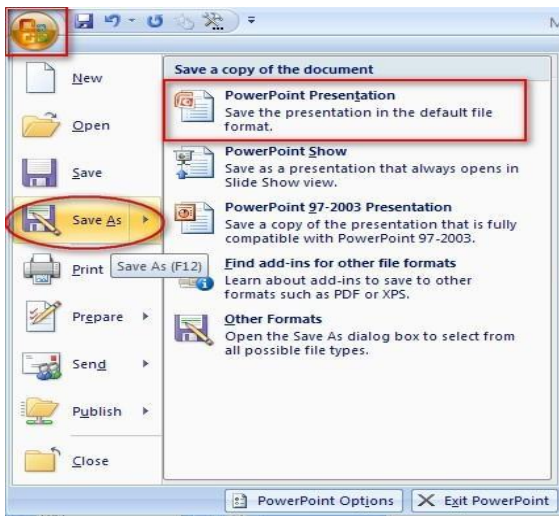 M
New
Open
Save
Save As
Print
Save As (F12)
Prepare
Send
Publish
Close
Save a copy of the document
PowerPoint Presentation
Save the presentation in the default file
format.
PowerPoint Show
Save as a presentation that always opens in
Slide Show view.
PowerPoint 97-2003 Presentation
Save a copy of the presentation that is fully
compatible with PowerPoint 97-2003.
Find add-ins for other file formats
Learn about add-ins to save to other
formats such as PDF or XPS.
Other Formats
Open the Save As dialog box to select from
all possible file types.
PowerPoint Options
Exit PowerPoint